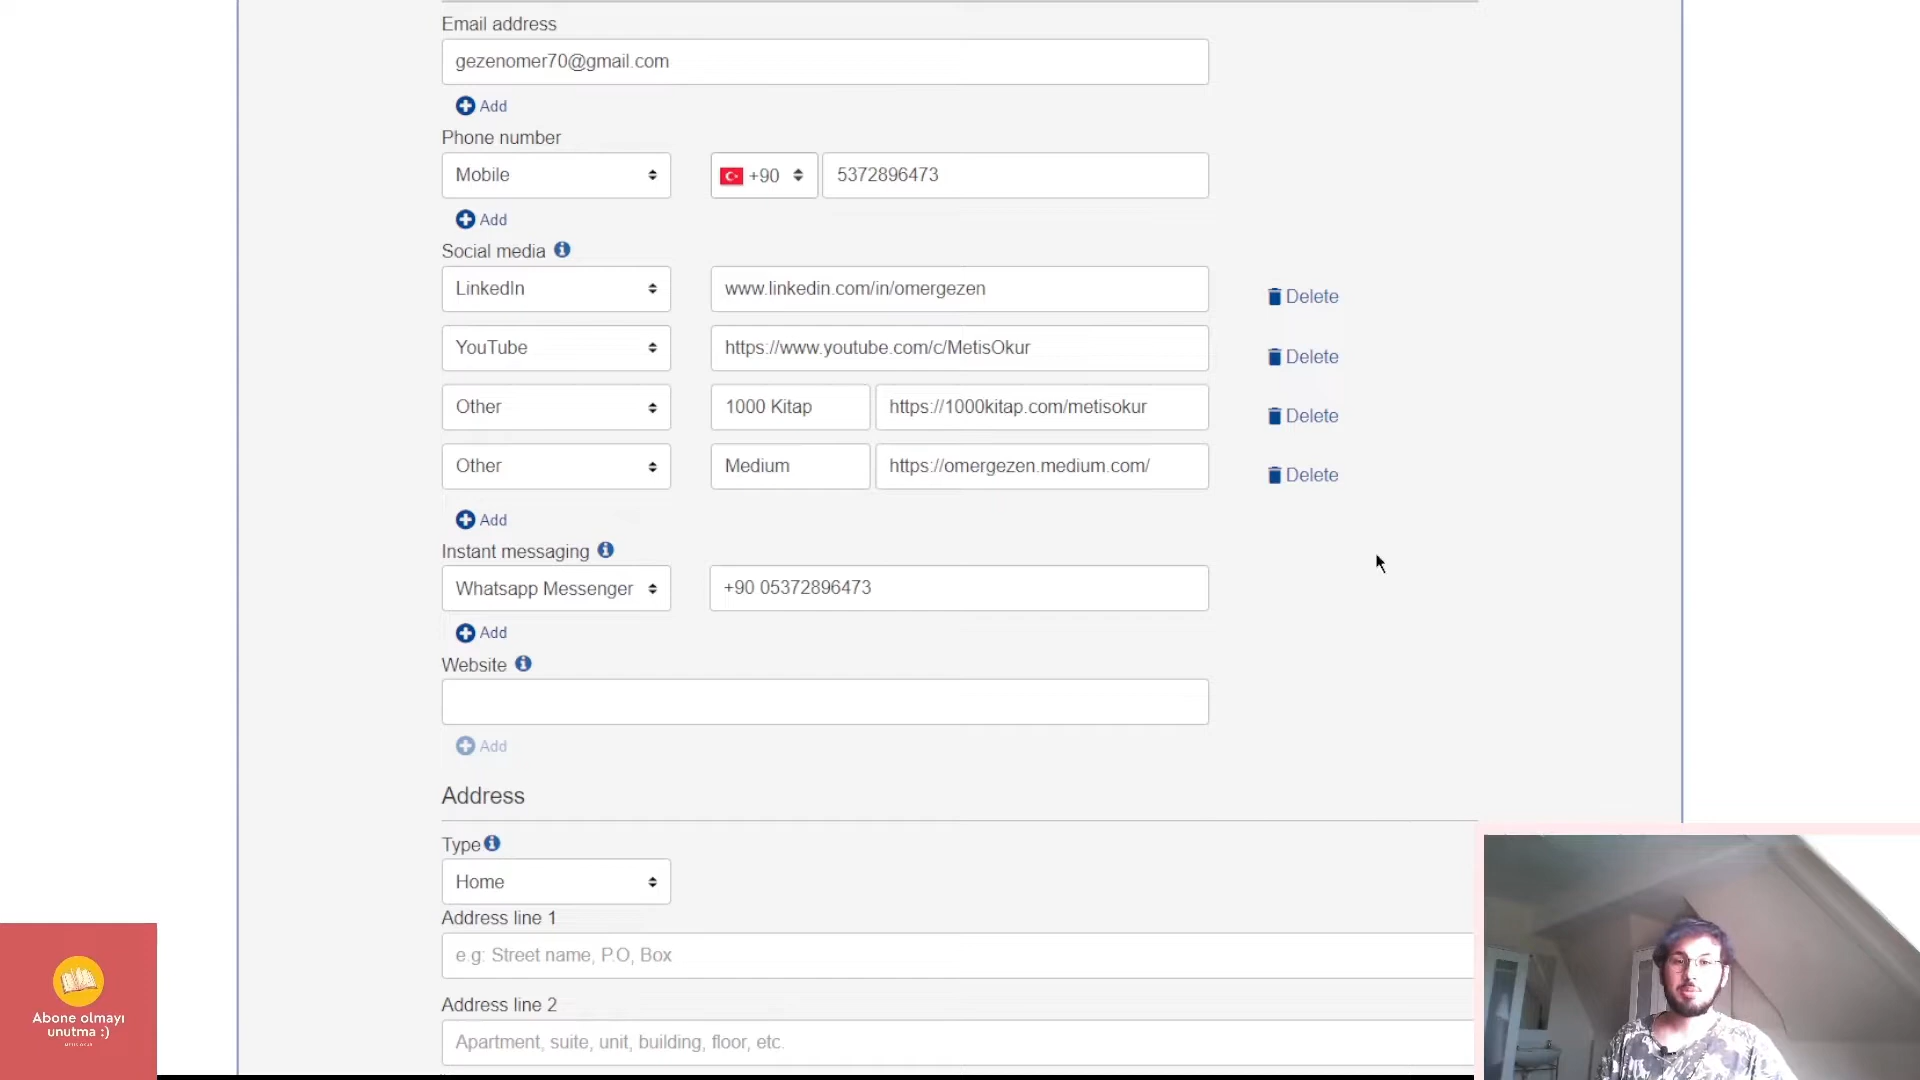 Email address
gezenomer70@gmail.com
Add
Phone number
Mobile +90 5372896473
Add
Social media
LinkedIn www.linkedin.com/in/omergezen Delete
YouTube https://www.youtube.com/c/MetisOkur Delete
Other 1000 Kitap https://1000kitap.com/metisokur Delete
Other Medium https://omergezen.medium.com/ Delete
Add
Instant messaging
Whatsapp Messenger +90 05372896473
Add
Website
Add
Address
Type
Home
Address line 1
e.g: Street name, P.O, Box
Address line 2
Apartment, suite, unit, building, floor, etc.
Abone olmayı
unutma :)